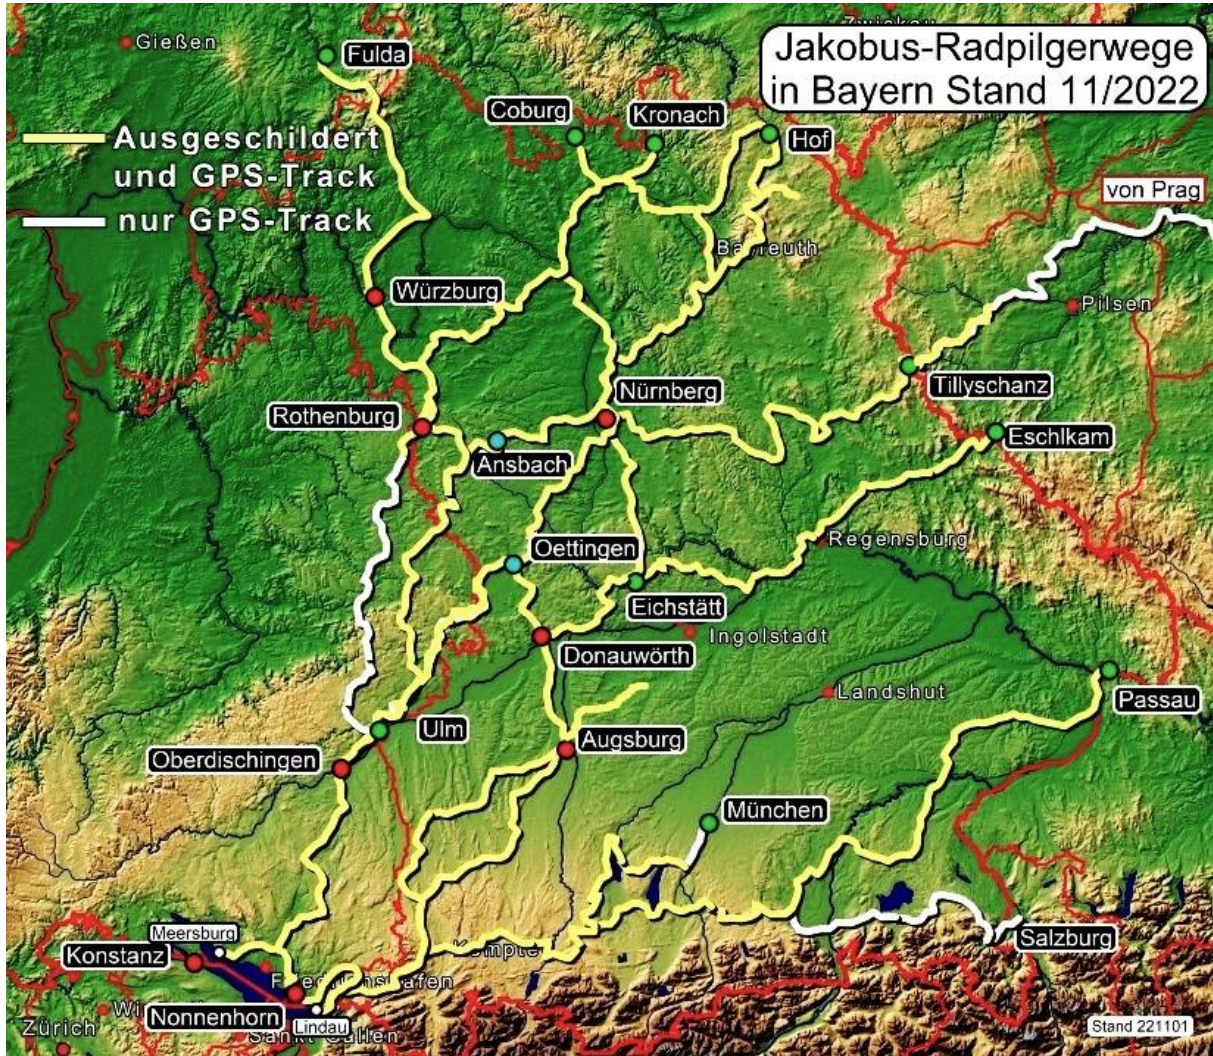 Zwickau
Gießen
Fulda
Jakobus-Radpilgerwege
in Bayern Stand 11/2022
Coburg
Kronach
Hof
Ausgeschildert
und GPS-Track
nur GPS-Track
von Prag
Würzburg
Pilsen
Tillyschanz
Nürnberg
Rothenburg
Eschlkam
Ansbach
Regensburg
Oettingen
Eichstätt
Ingolstadt
Donauwörth
Landshut
Passau
Ulm
Augsburg
Oberdischingen
München
Meersburg
Konstanz
Salzburg
Nonnenhorn
Lindau
Zürich
Stand 221101